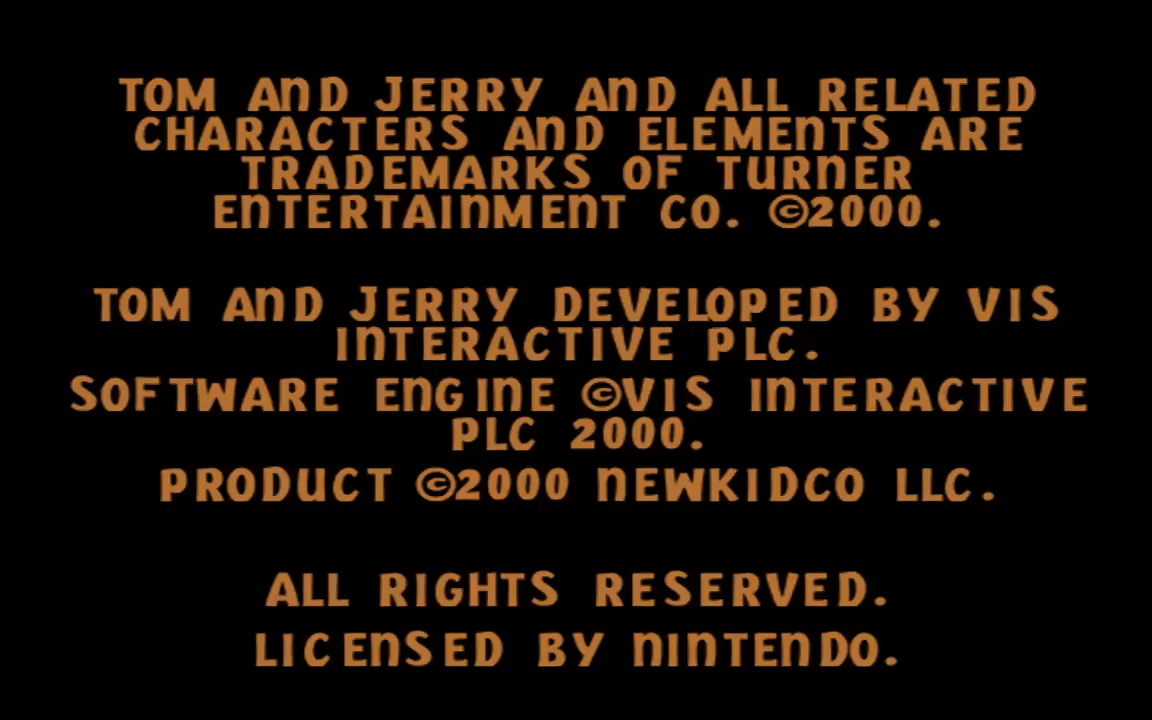 TOM AND JERRY AND ALL RELATED
CHARACTERS AND ELEMENTS ARE
TRADEMARKS OF TURNER
ENTERTAINMENT CO. ©2000.
TOM AND JERRY DEVELOPED BY VIS
INTERACTIVE PLC.
SOFTWARE ENGINE ©VIS INTERACTIVE
PLC 2000.
PRODUCT ©2000 NEWKIDCO LLC.
ALL RIGHTS RESERVED.
LICENSED BY NINTENDO.